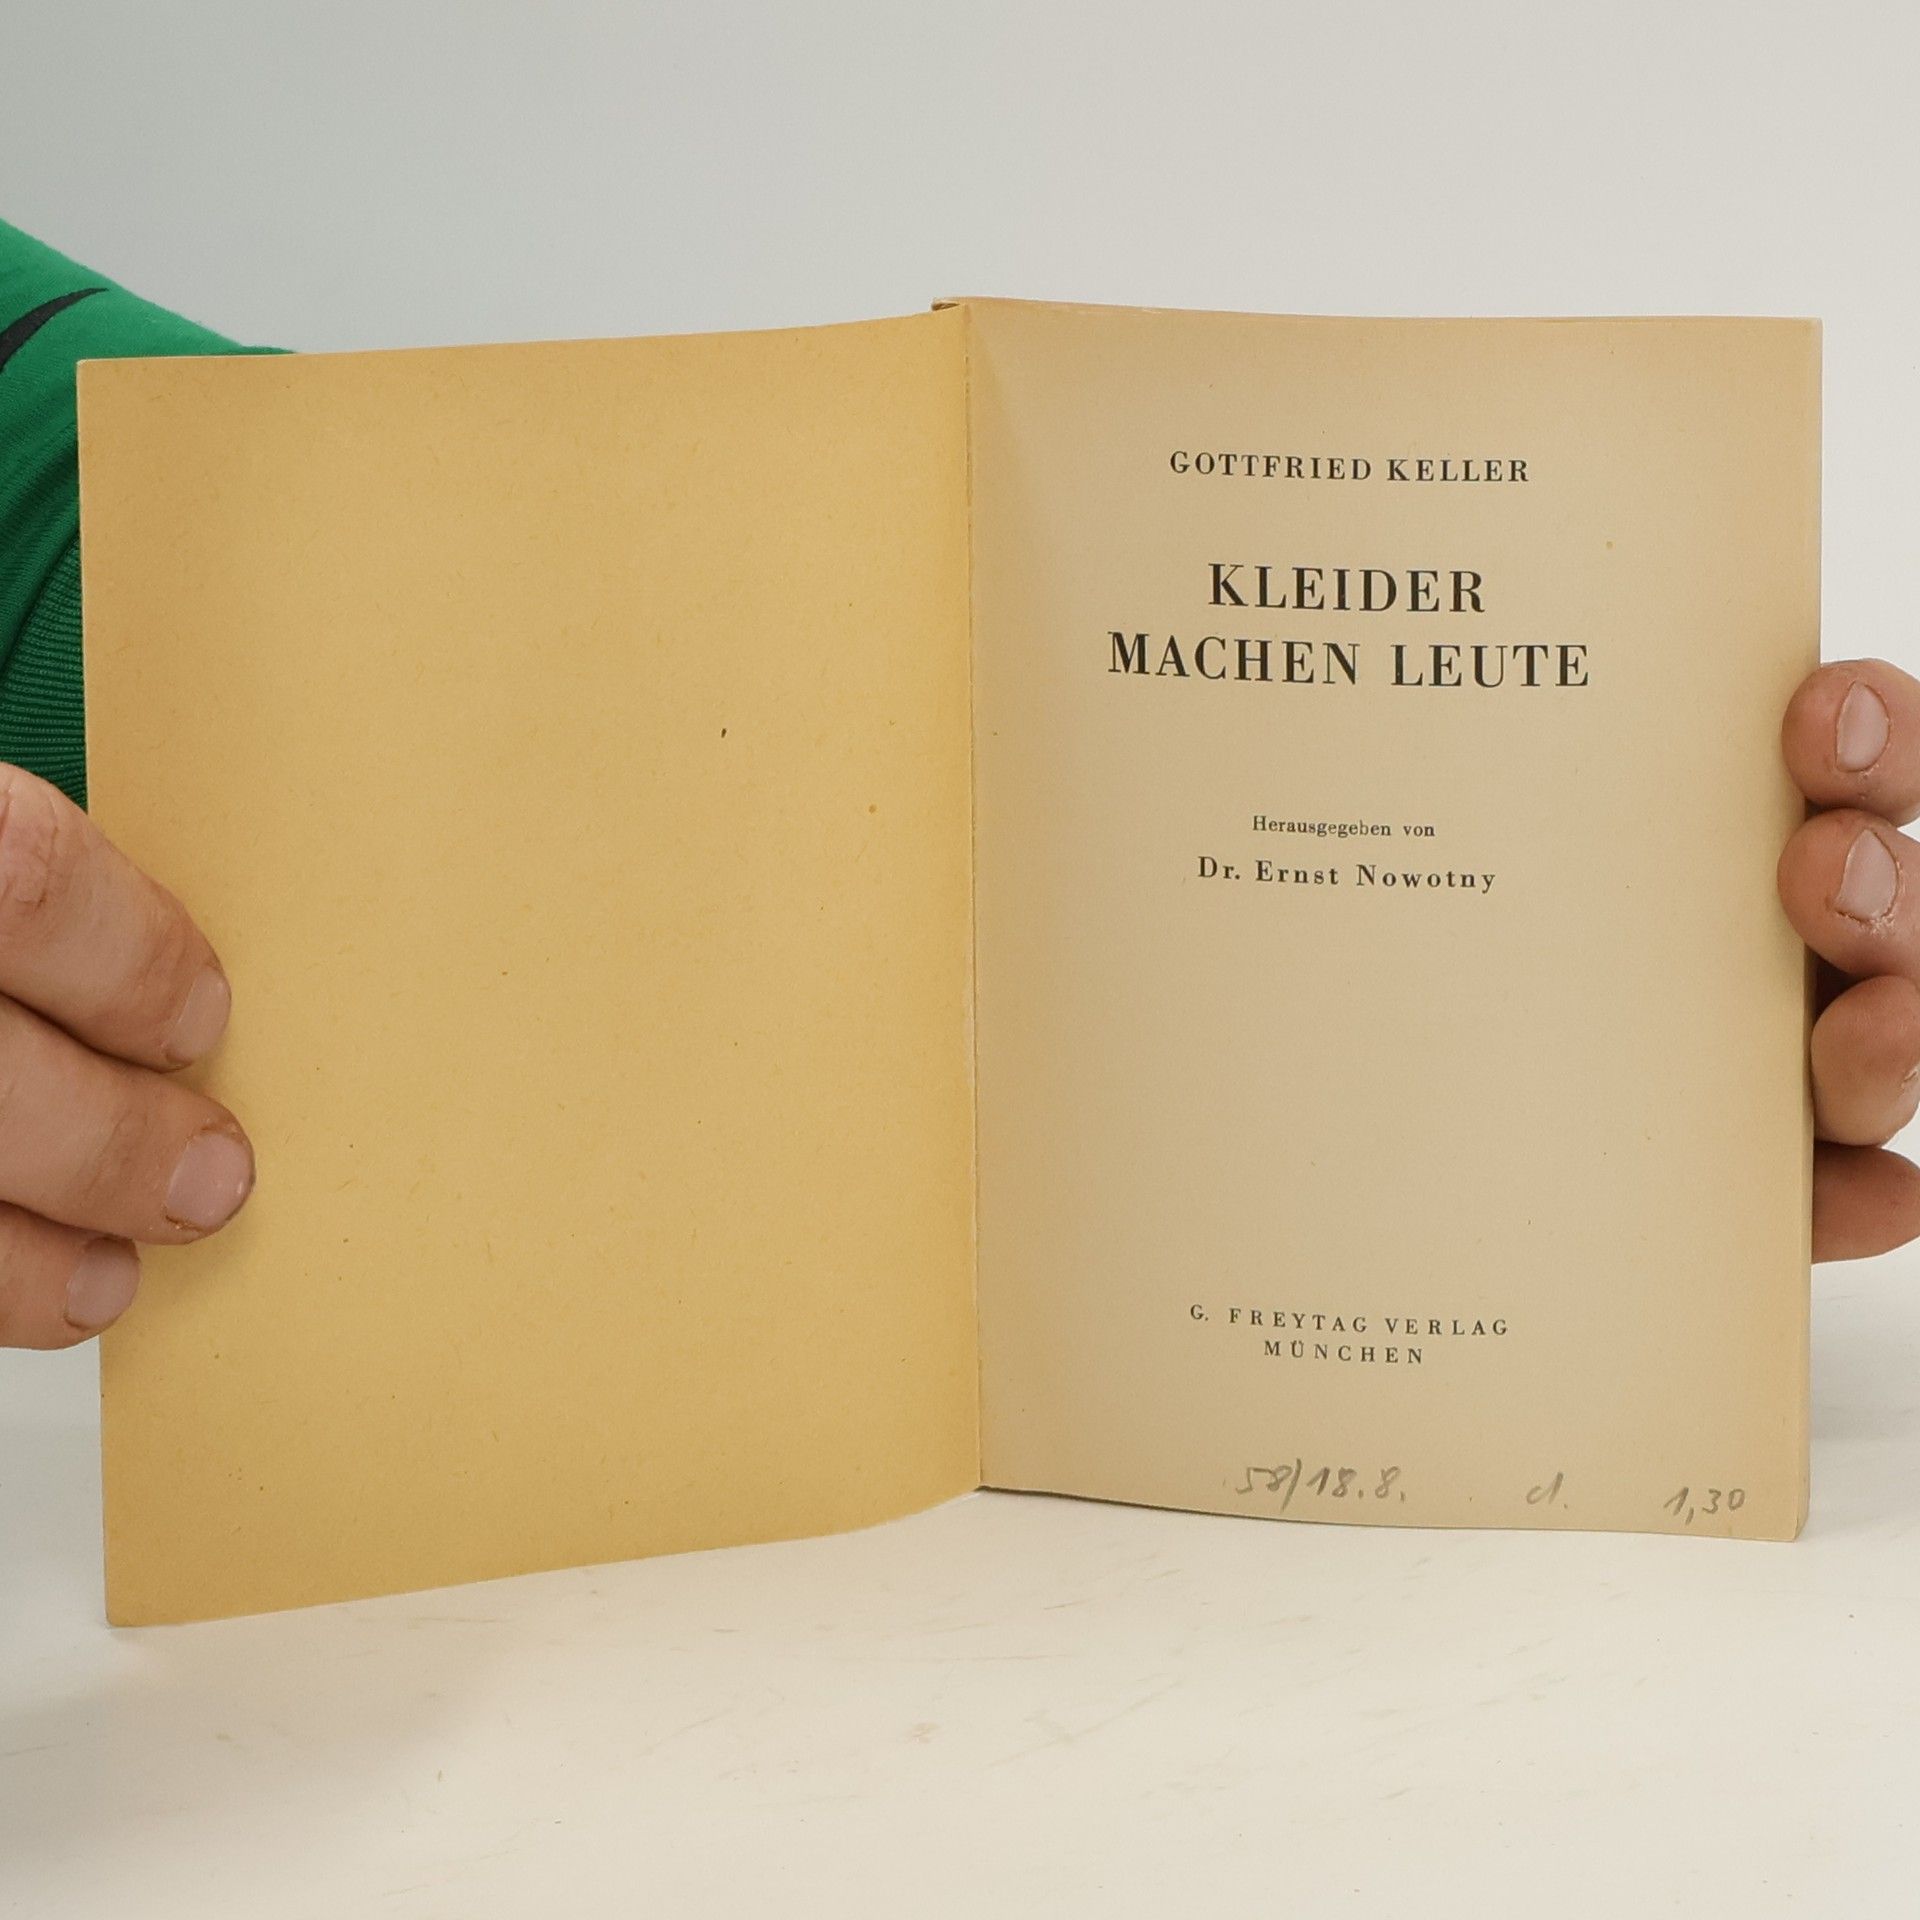 GOTTFRIED KELLER
KLEIDER
MACHEN LEUTE
Herausgegeben von
Dr. Ernst Nowotny
G. FREYTAG VERLAG
MÜNCHEN
58/18.8. d. 1,30